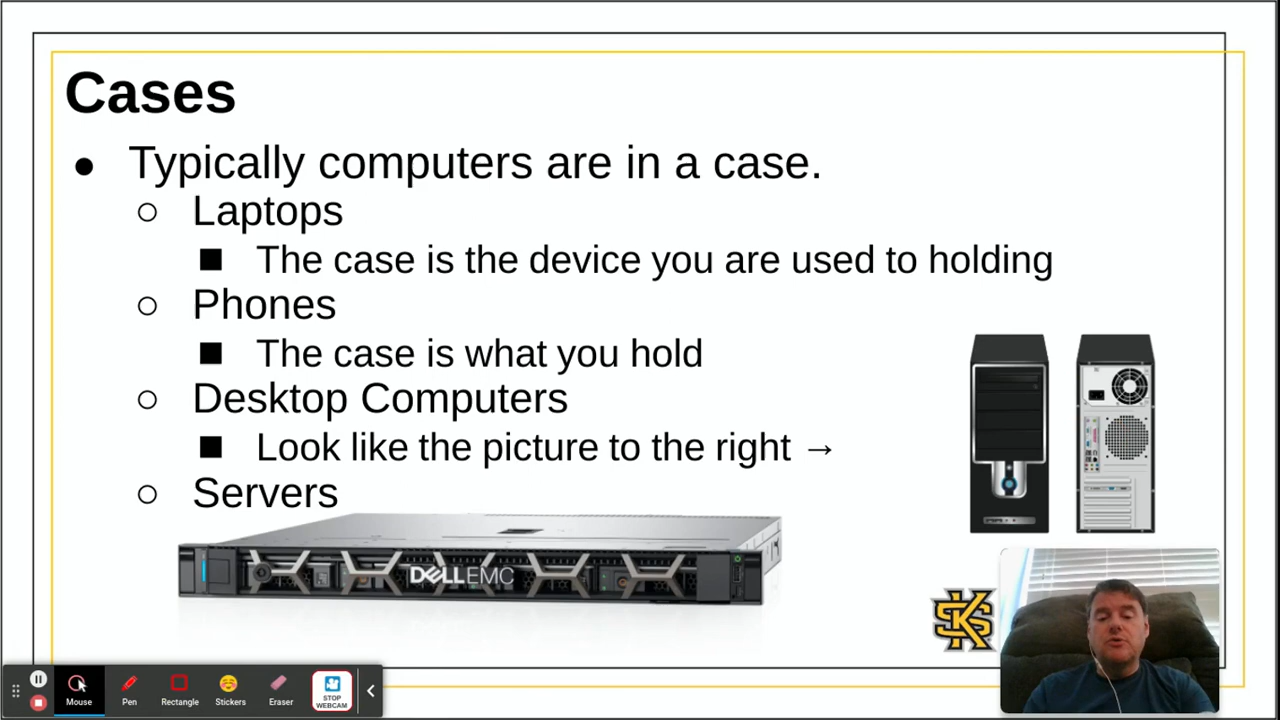 Cases
● Typically computers are in a case.
○ Laptops
■ The case is the device you are used to holding
○ Phones
■ The case is what you hold
○ Desktop Computers
■ Look like the picture to the right →
○ Servers
DELLEMC
KS
Mouse
Pen
Rectangle
Stickers
Eraser
STOP
WEBCAM